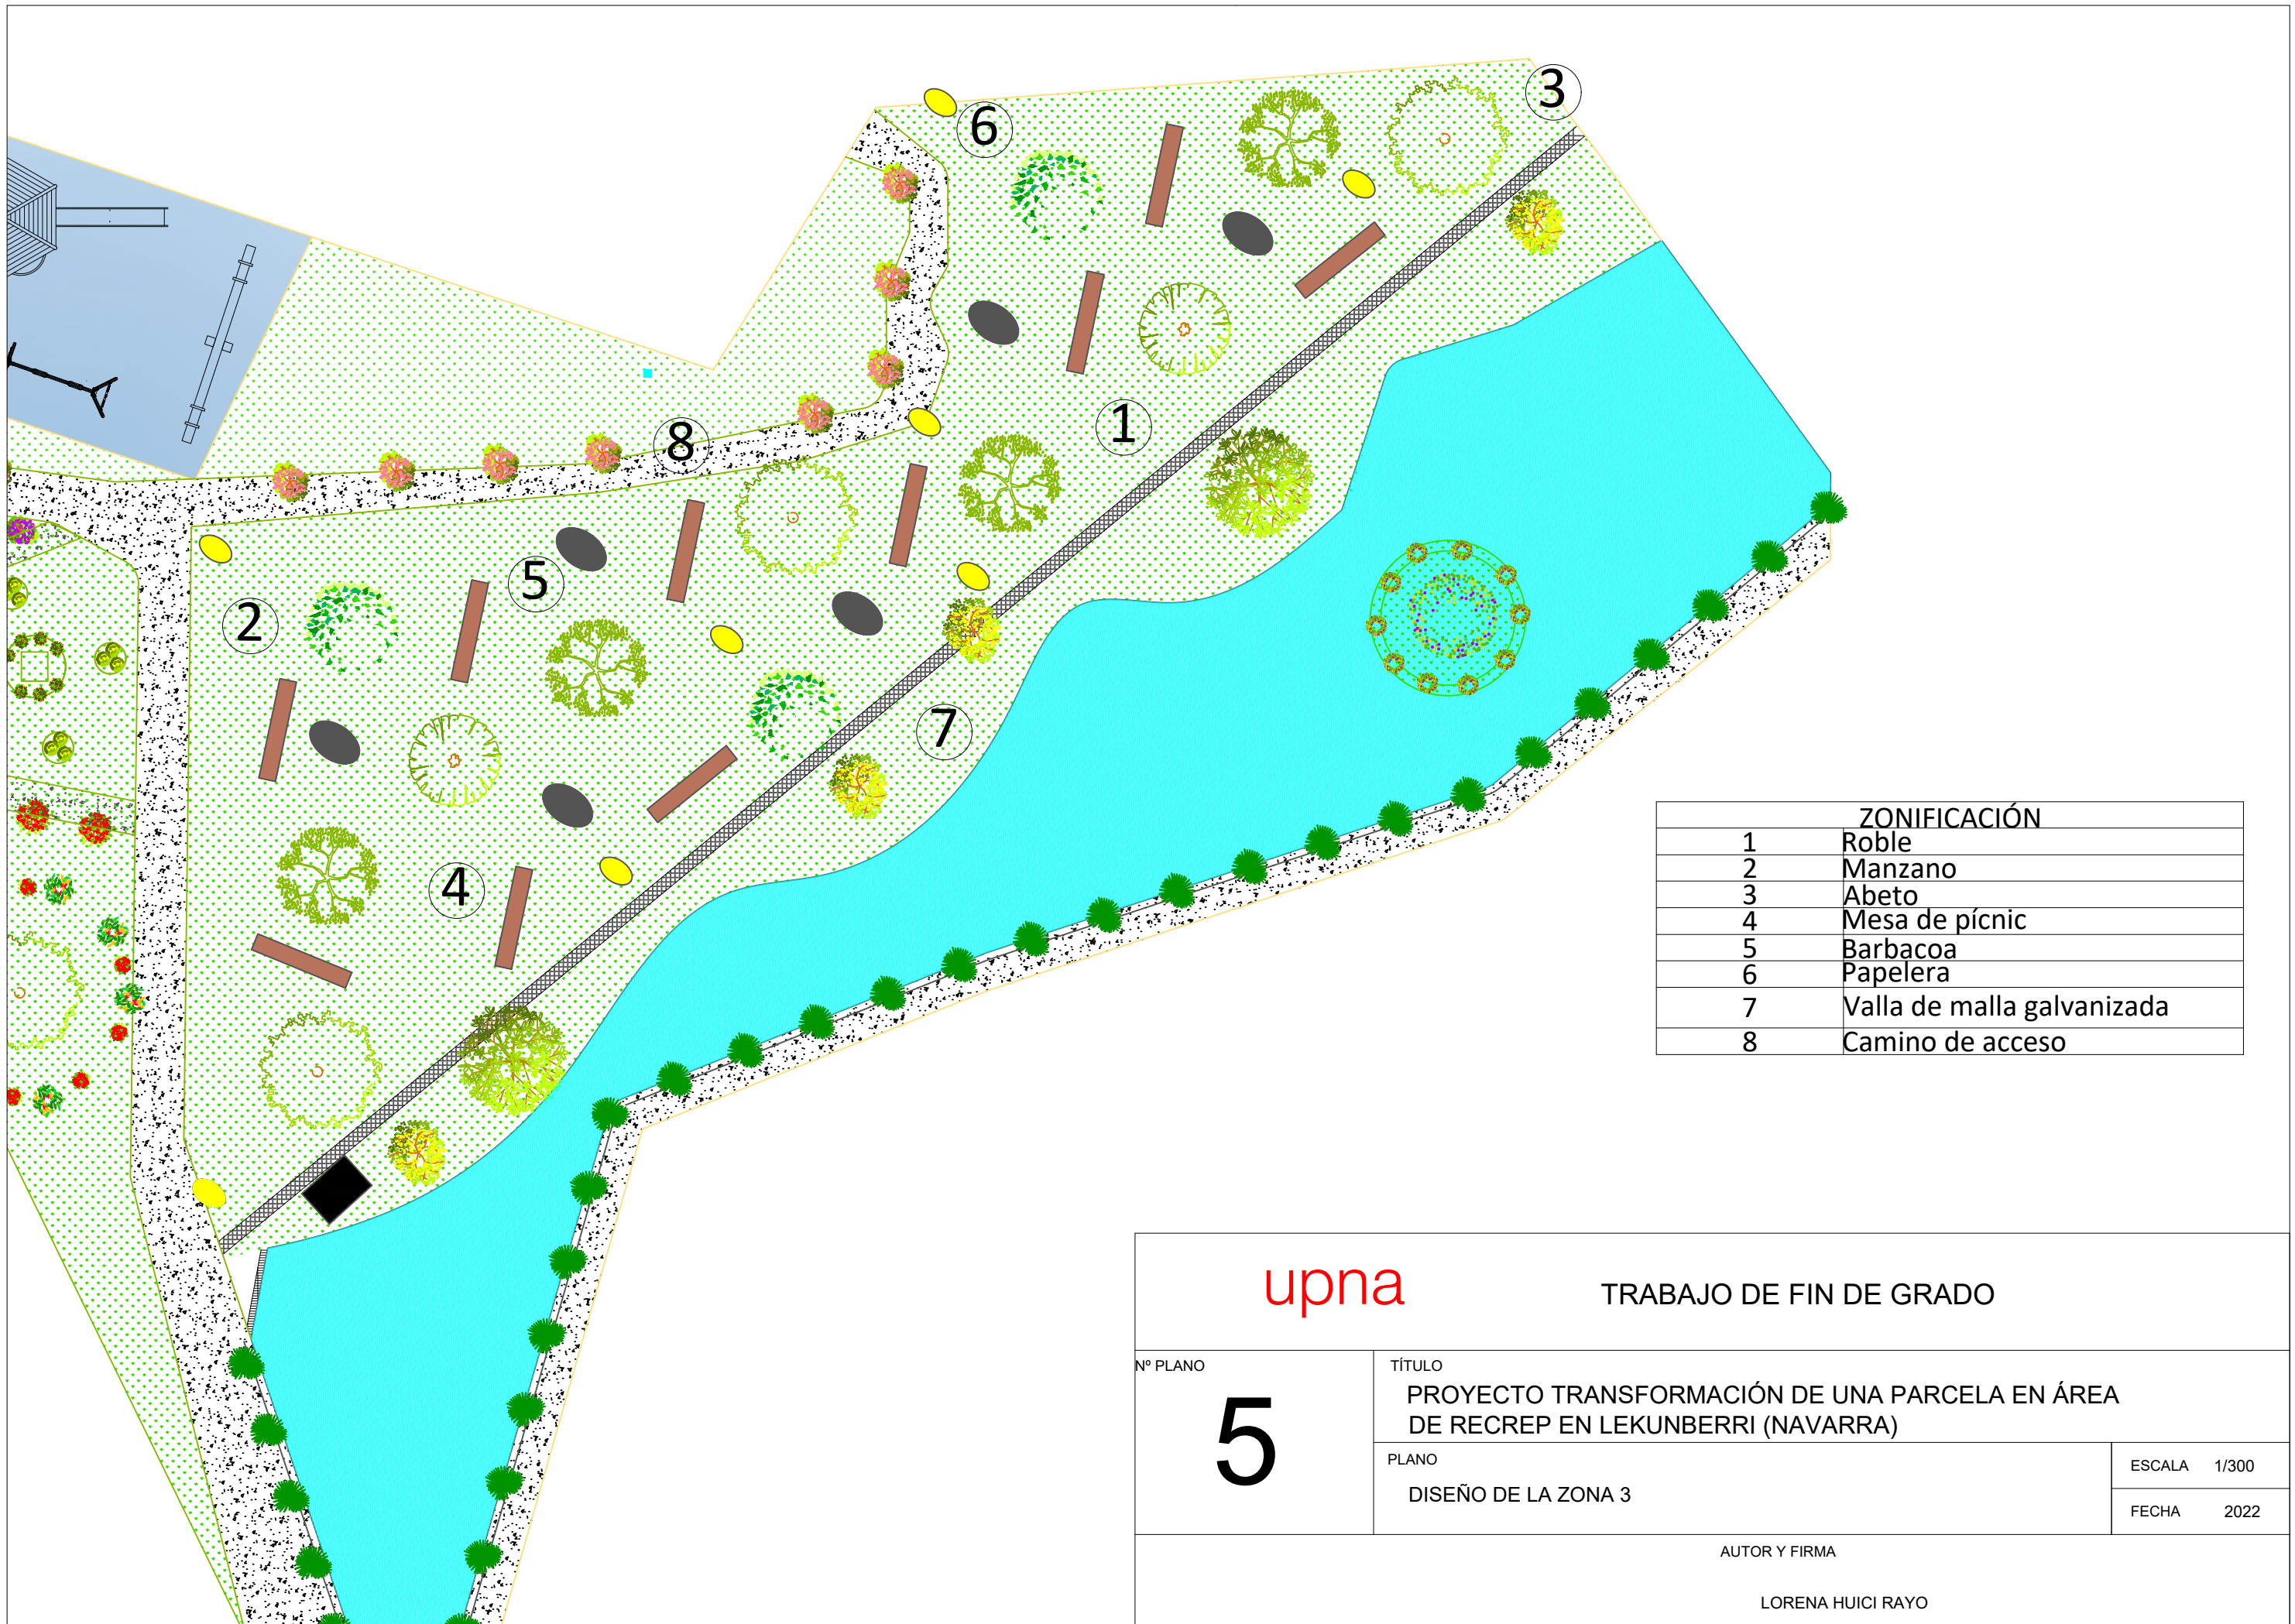 3
6
1
8
5
2
7
4
ZONIFICACIÓN
1 Roble
2 Manzano
3 Abeto
4 Mesa de pícnic
5 Barbacoa
6 Papelera
7 Valla de malla galvanizada
8 Camino de acceso
upna
TRABAJO DE FIN DE GRADO
Nº PLANO
5
TÍTULO
PROYECTO TRANSFORMACIÓN DE UNA PARCELA EN ÁREA
DE RECREP EN LEKUNBERRI (NAVARRA)
PLANO
DISEÑO DE LA ZONA 3
ESCALA 1/300
FECHA 2022
AUTOR Y FIRMA
LORENA HUICI RAYO